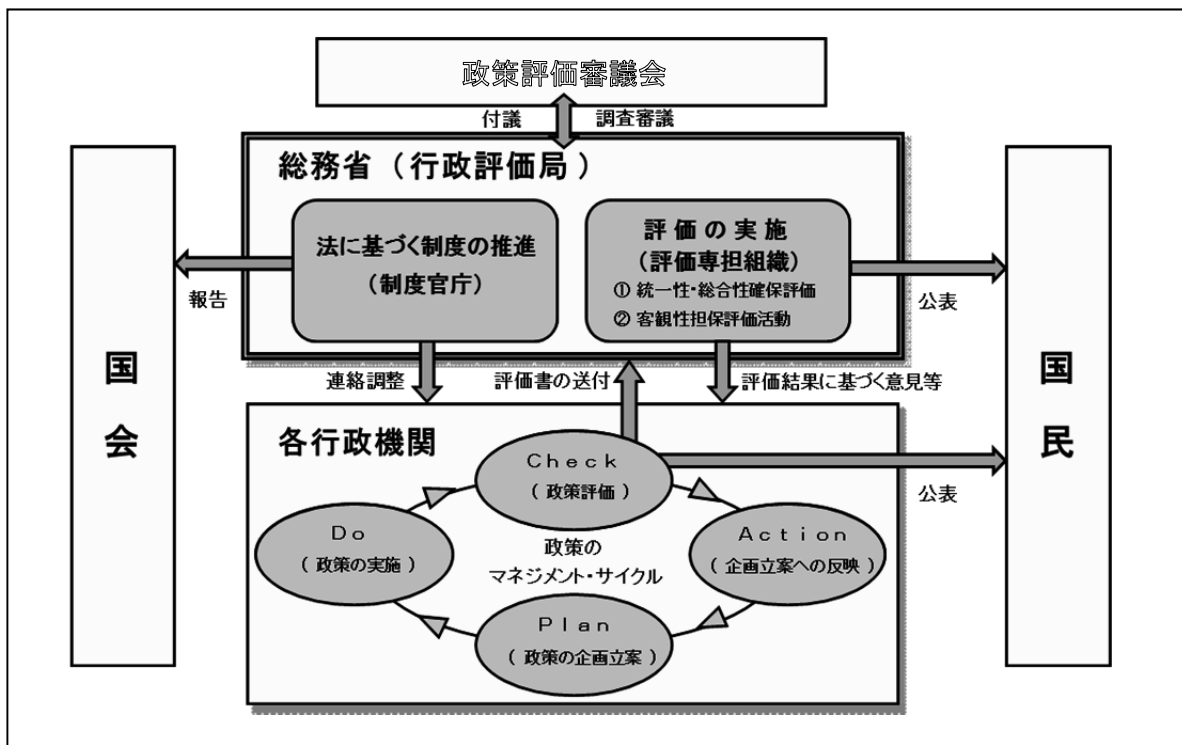 政策評価審議会
付議
調査審議
総務省（行政評価局）
法に基づく制度の推進
（制度官庁）
評価の実施
（評価専担組織）
① 統一性・総合性確保評価
② 客観性担保評価活動
報告
公表
国会
国民
連絡調整
評価書の送付
評価結果に基づく意見等
各行政機関
Ｃｈｅｃｋ
（ 政策評価 ）
公表
Ｄｏ
（ 政策の実施 ）
政策の
マネジメント・サイクル
Ａｃｔｉｏｎ
（ 企画立案への反映 ）
Ｐｌａｎ
（ 政策の企画立案 ）